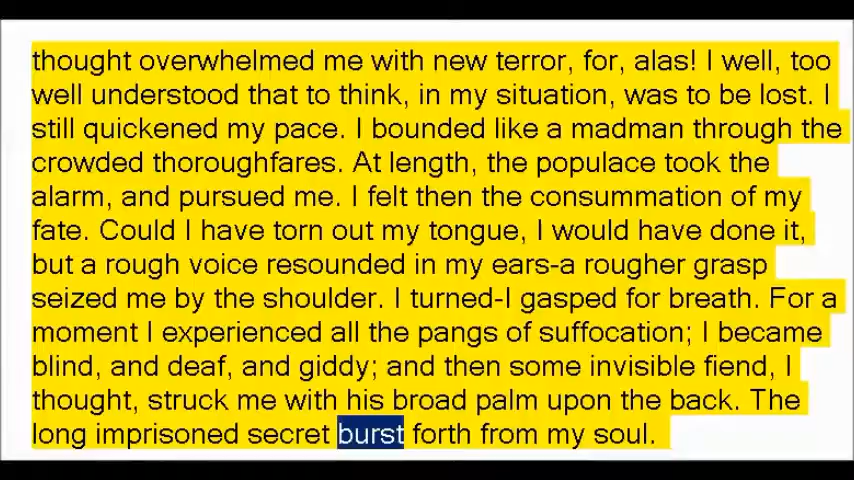 thought overwhelmed me with new terror, for, alas! I well, too
well understood that to think, in my situation, was to be lost. I
still quickened my pace. I bounded like a madman through the
crowded thoroughfares. At length, the populace took the
alarm, and pursued me. I felt then the consummation of my
fate. Could I have torn out my tongue, I would have done it,
but a rough voice resounded in my ears-a rougher grasp
seized me by the shoulder. I turned-I gasped for breath. For a
moment I experienced all the pangs of suffocation; I became
blind, and deaf, and giddy; and then some invisible fiend, I
thought, struck me with his broad palm upon the back. The
long imprisoned secret burst forth from my soul.